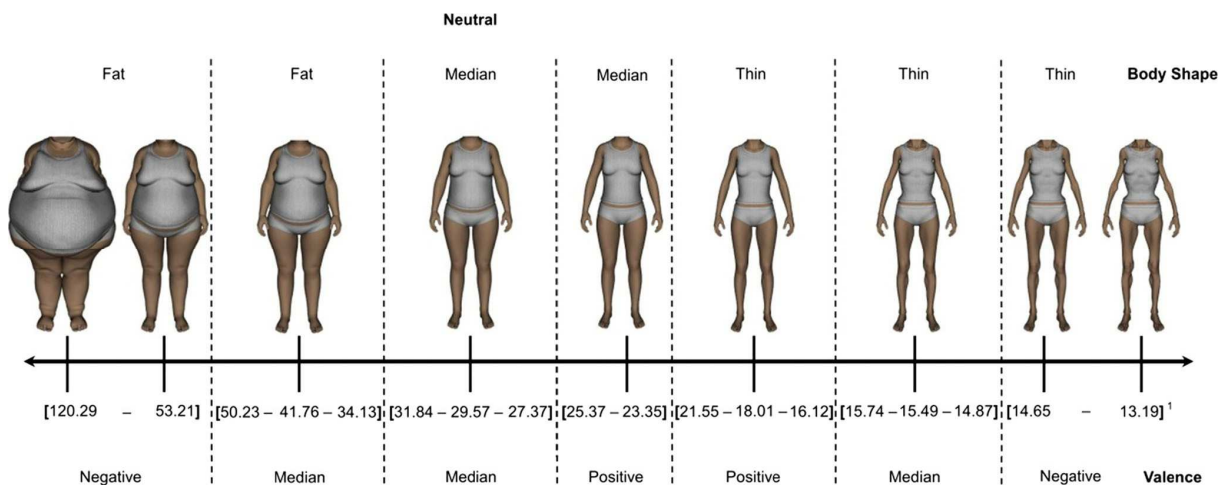 Neutral
Fat Fat Median Median Thin Thin Thin Body Shape
[120.29 – 53.21] [50.23 – 41.76 – 34.13] [31.84 – 29.57 – 27.37] [25.37 – 23.35] [21.55 – 18.01 – 16.12] [15.74 – 15.49 – 14.87] [14.65 – 13.19] ¹
Negative Median Median Positive Positive Median Negative Valence